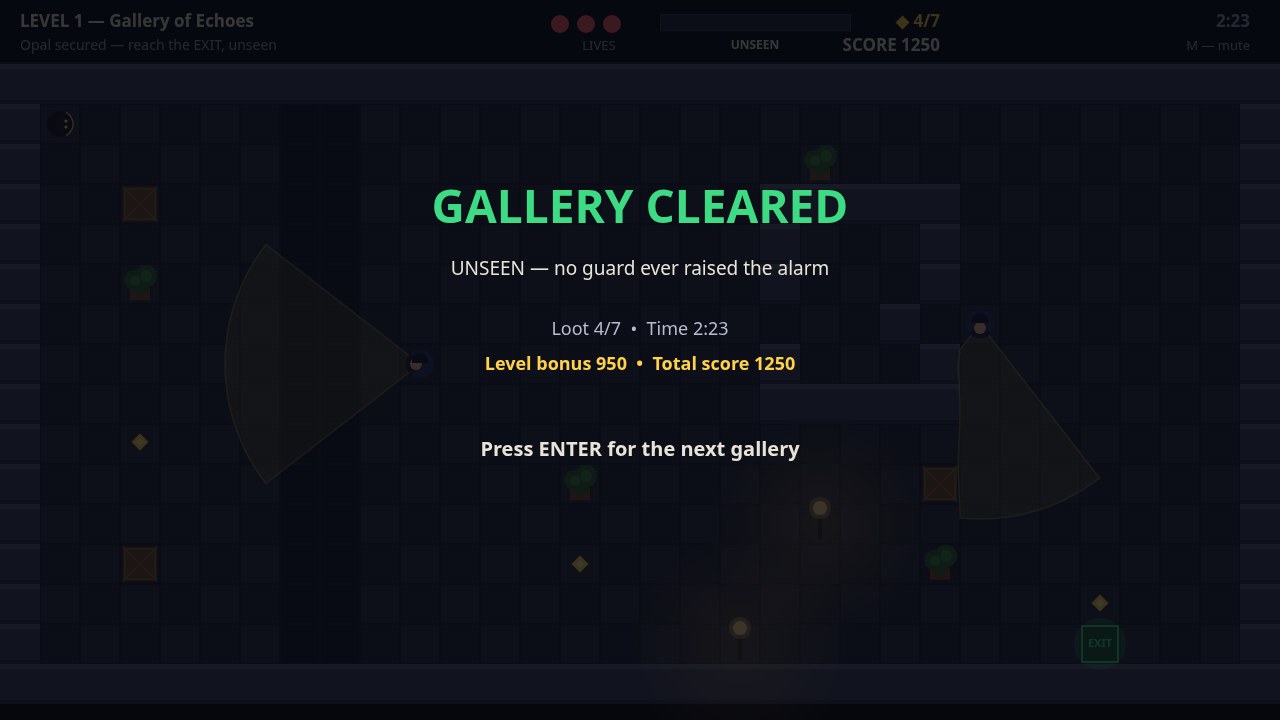 LEVEL 1 — Gallery of Echoes
Opal secured — reach the EXIT, unseen
LIVES
UNSEEN
◆ 4/7
SCORE 1250
2:23
M — mute
GALLERY CLEARED
UNSEEN — no guard ever raised the alarm
Loot 4/7 • Time 2:23
Level bonus 950 • Total score 1250
Press ENTER for the next gallery
EXIT